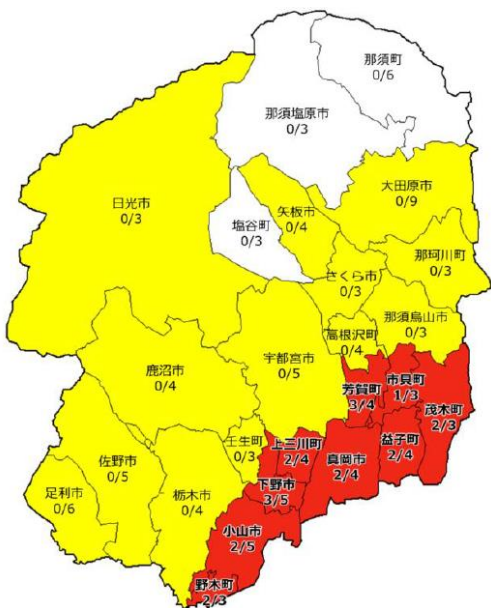 那須町
0/6
那須塩原市
0/3
大田原市
0/9
日光市
0/3
矢板市
0/4
塩谷町
0/3
那珂川町
0/3
さくら市
0/3
那須烏山市
0/3
高根沢町
0/4
宇都宮市
0/5
鹿沼市
0/4
芳賀町
3/4
市貝町
1/3
茂木町
2/3
壬生町
0/3
上三川町
2/4
真岡市
2/4
益子町
2/4
佐野市
0/5
下野市
3/5
足利市
0/6
栃木市
0/4
小山市
2/5
野木町
2/3